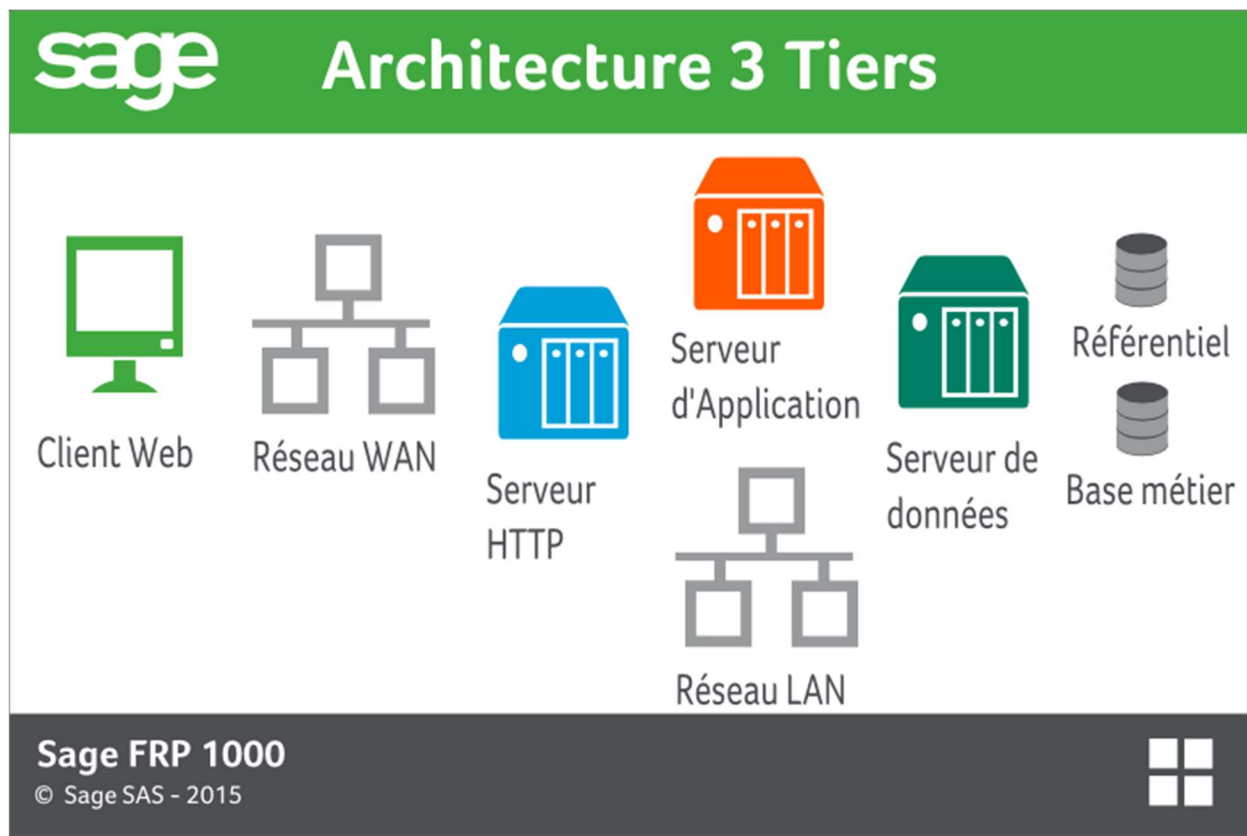 sage
Architecture 3 Tiers
Client Web
Réseau WAN
Serveur
HTTP
Serveur
d'Application
Réseau LAN
Serveur de
données
Référentiel
Base métier
Sage FRP 1000
© Sage SAS - 2015